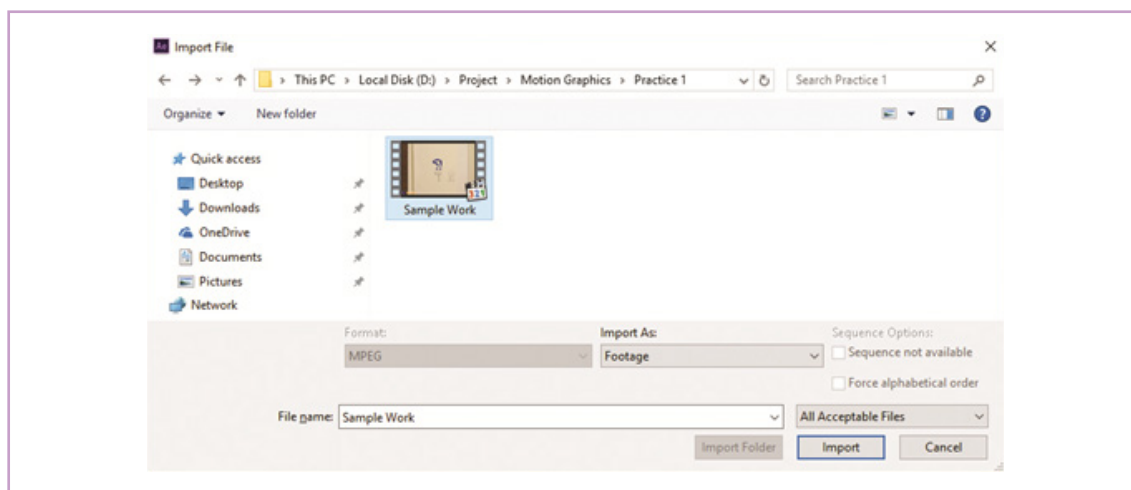 Ae Import File
This PC > Local Disk (D:) > Project > Motion Graphics > Practice 1
Search Practice 1
Organize
New folder
Quick access
Desktop
Downloads
OneDrive
Documents
Pictures
Network
Sample Work
Format:
MPEG
Import As:
Footage
Sequence Options:
Sequence not available
Force alphabetical order
File name: Sample Work
All Acceptable Files
Import Folder
Import
Cancel